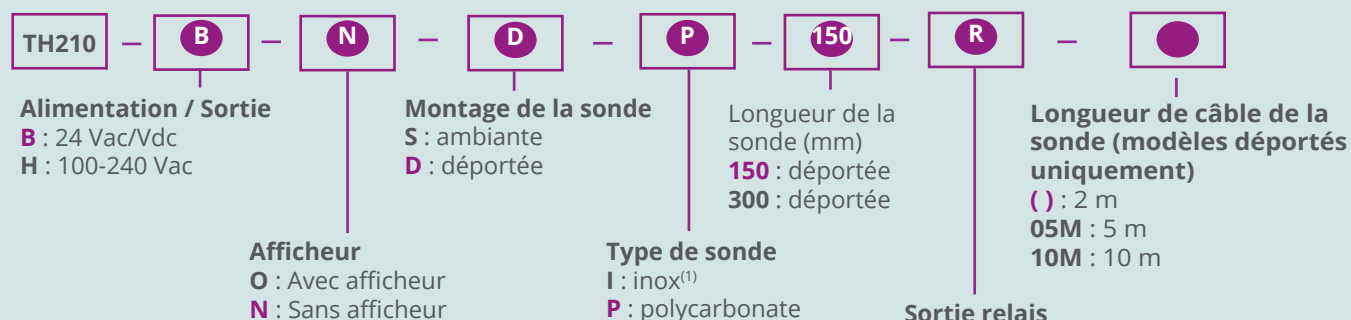 TH210 – B – N – D – P – 150 – R –
Alimentation / Sortie
B : 24 Vac/Vdc
H : 100-240 Vac
Afficheur
O : Avec afficheur
N : Sans afficheur
Montage de la sonde
S : ambiante
D : déportée
Type de sonde
I : inox(1)
P : polycarbonate
Longueur de la
sonde (mm)
150 : déportée
300 : déportée
Sortie relais
Longueur de câble de la
sonde (modèles déportés
uniquement)
( ) : 2 m
05M : 5 m
10M : 10 m